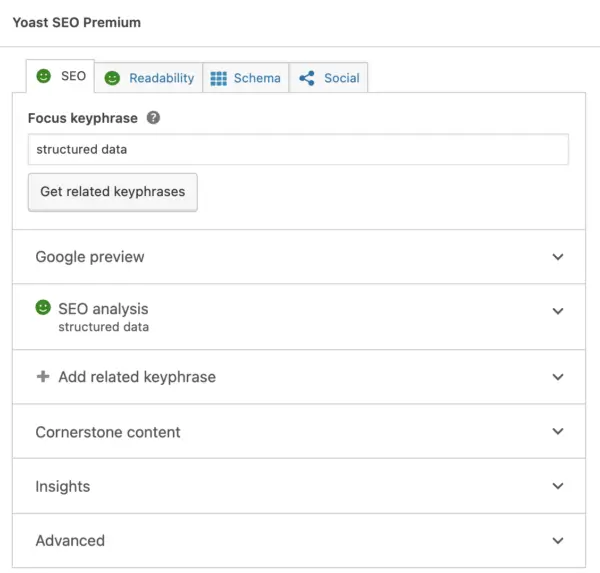 Yoast SEO Premium
SEO Readability Schema Social
Focus keyphrase ?
structured data
Get related keyphrases
Google preview
SEO analysis
structured data
Add related keyphrase
Cornerstone content
Insights
Advanced